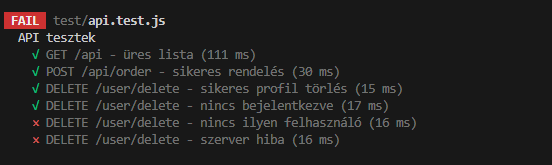 FAIL test/api.test.js
API tesztek
√ GET /api - üres lista (111 ms)
√ POST /api/order - sikeres rendelés (30 ms)
√ DELETE /user/delete - sikeres profil törlés (15 ms)
√ DELETE /user/delete - nincs bejelentkezve (17 ms)
× DELETE /user/delete - nincs ilyen felhasználó (16 ms)
× DELETE /user/delete - szerver hiba (16 ms)